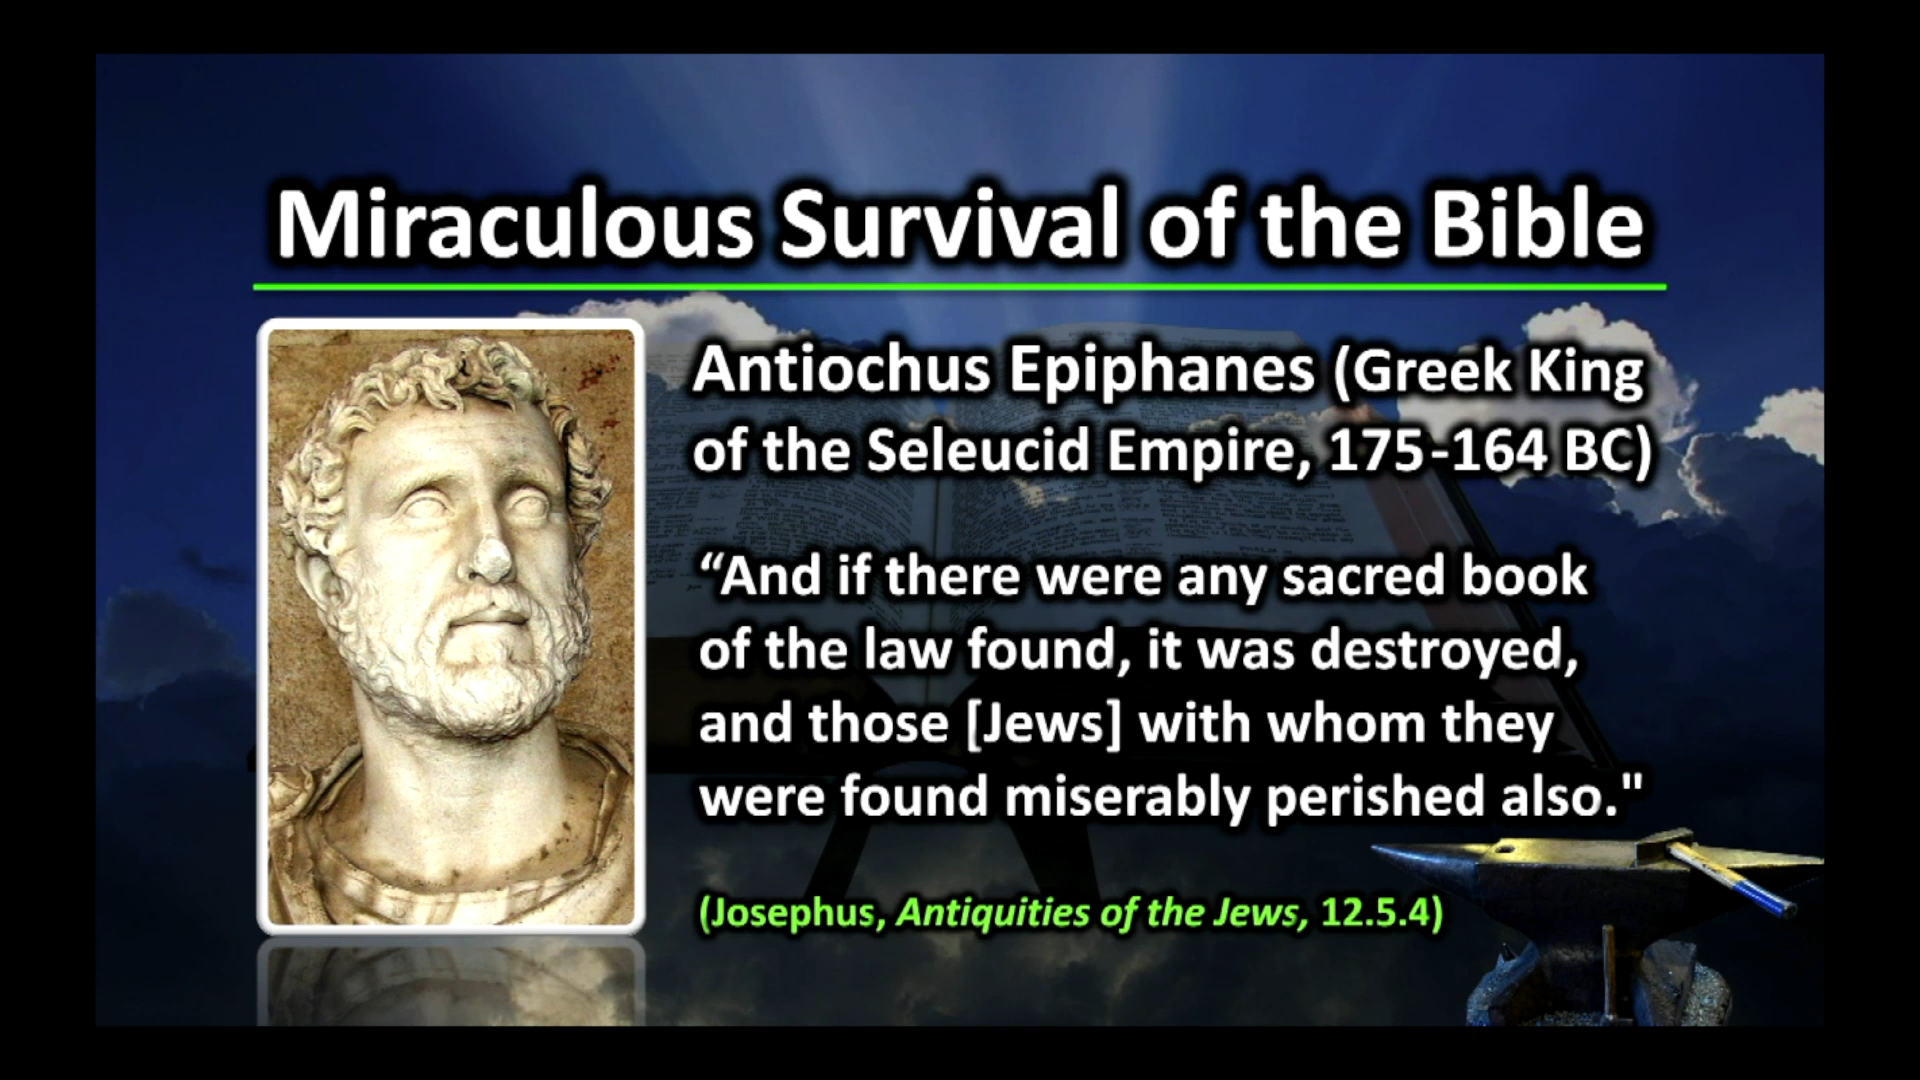 Miraculous Survival of the Bible
Antiochus Epiphanes (Greek King
of the Seleucid Empire, 175-164 BC)
“And if there were any sacred book
of the law found, it was destroyed,
and those [Jews] with whom they
were found miserably perished also."
(Josephus, Antiquities of the Jews, 12.5.4)